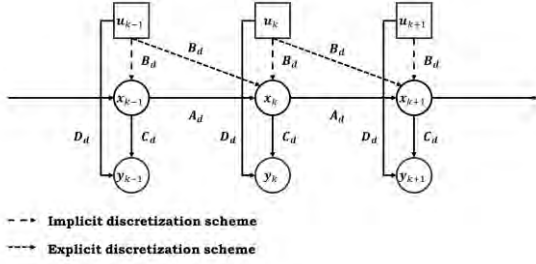 u_{k−1} u_k u_{k+1}
B_d B_d
B_d B_d B_d
x_{k−1} x_k x_{k+1}
A_d A_d
D_d C_d D_d C_d D_d C_d
y_{k−1} y_k y_{k+1}
Implicit discretization scheme
Explicit discretization scheme